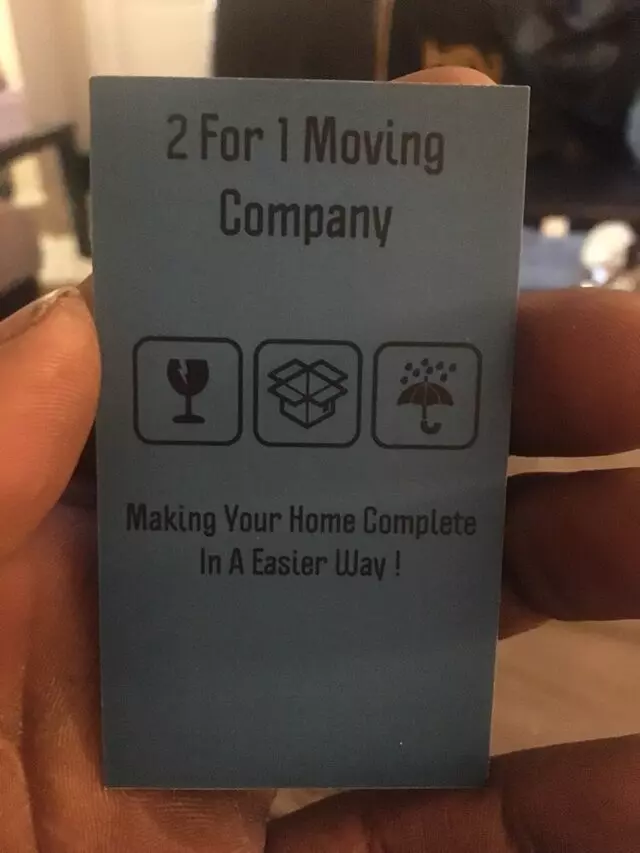 2 For 1 Moving
Company
Making Your Home Complete
In A Easier Way !